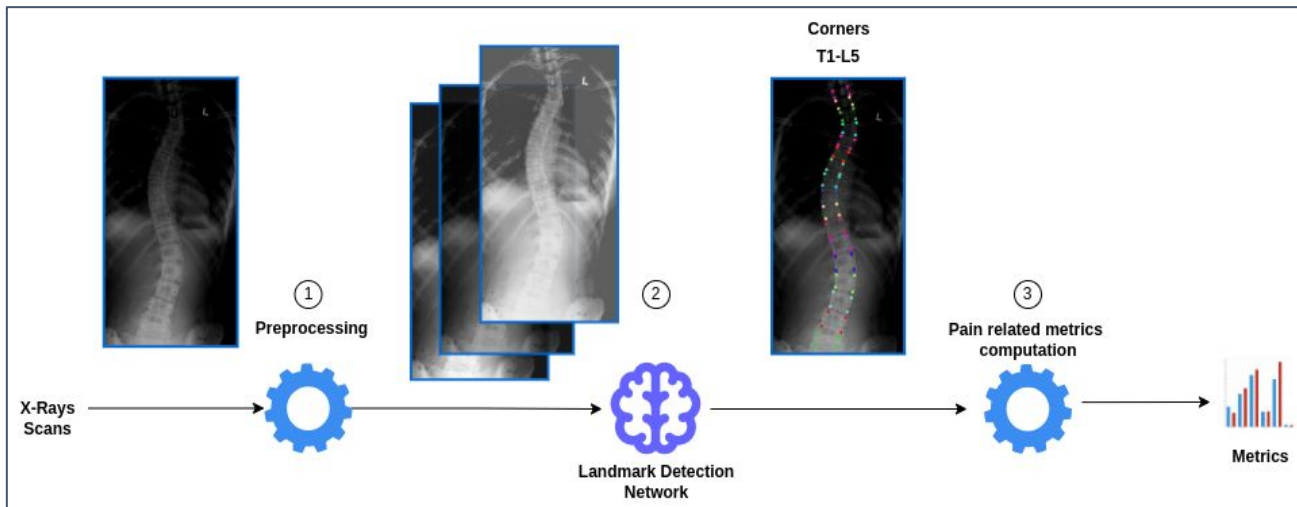 Corners
T1-L5
L
L
L
1
Preprocessing
2
3
Pain related metrics
computation
X-Rays
Scans
Landmark Detection
Network
Metrics